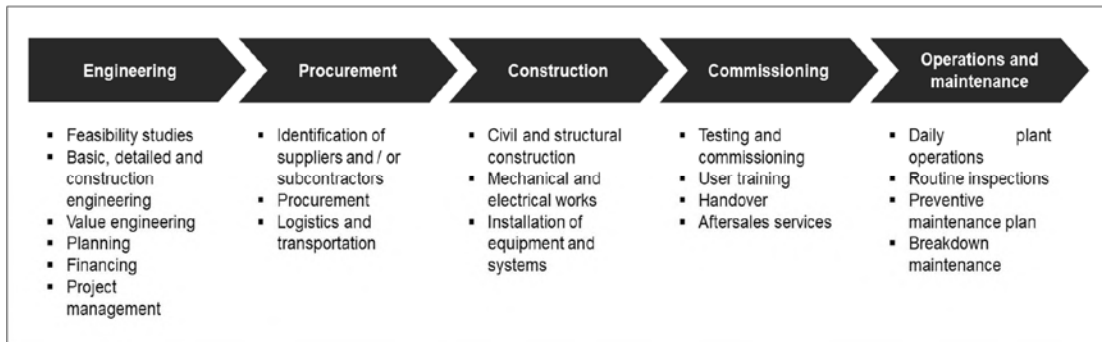 Engineering
Procurement
Construction
Commissioning
Operations and
maintenance
▪ Feasibility studies
▪ Basic, detailed and
construction
engineering
▪ Value engineering
▪ Planning
▪ Financing
▪ Project
management
▪ Identification of
suppliers and / or
subcontractors
▪ Procurement
▪ Logistics and
transportation
▪ Civil and structural
construction
▪ Mechanical and
electrical works
▪ Installation of
equipment and
systems
▪ Testing and
commissioning
▪ User training
▪ Handover
▪ Aftersales services
▪ Daily plant
operations
▪ Routine inspections
▪ Preventive
maintenance plan
▪ Breakdown
maintenance